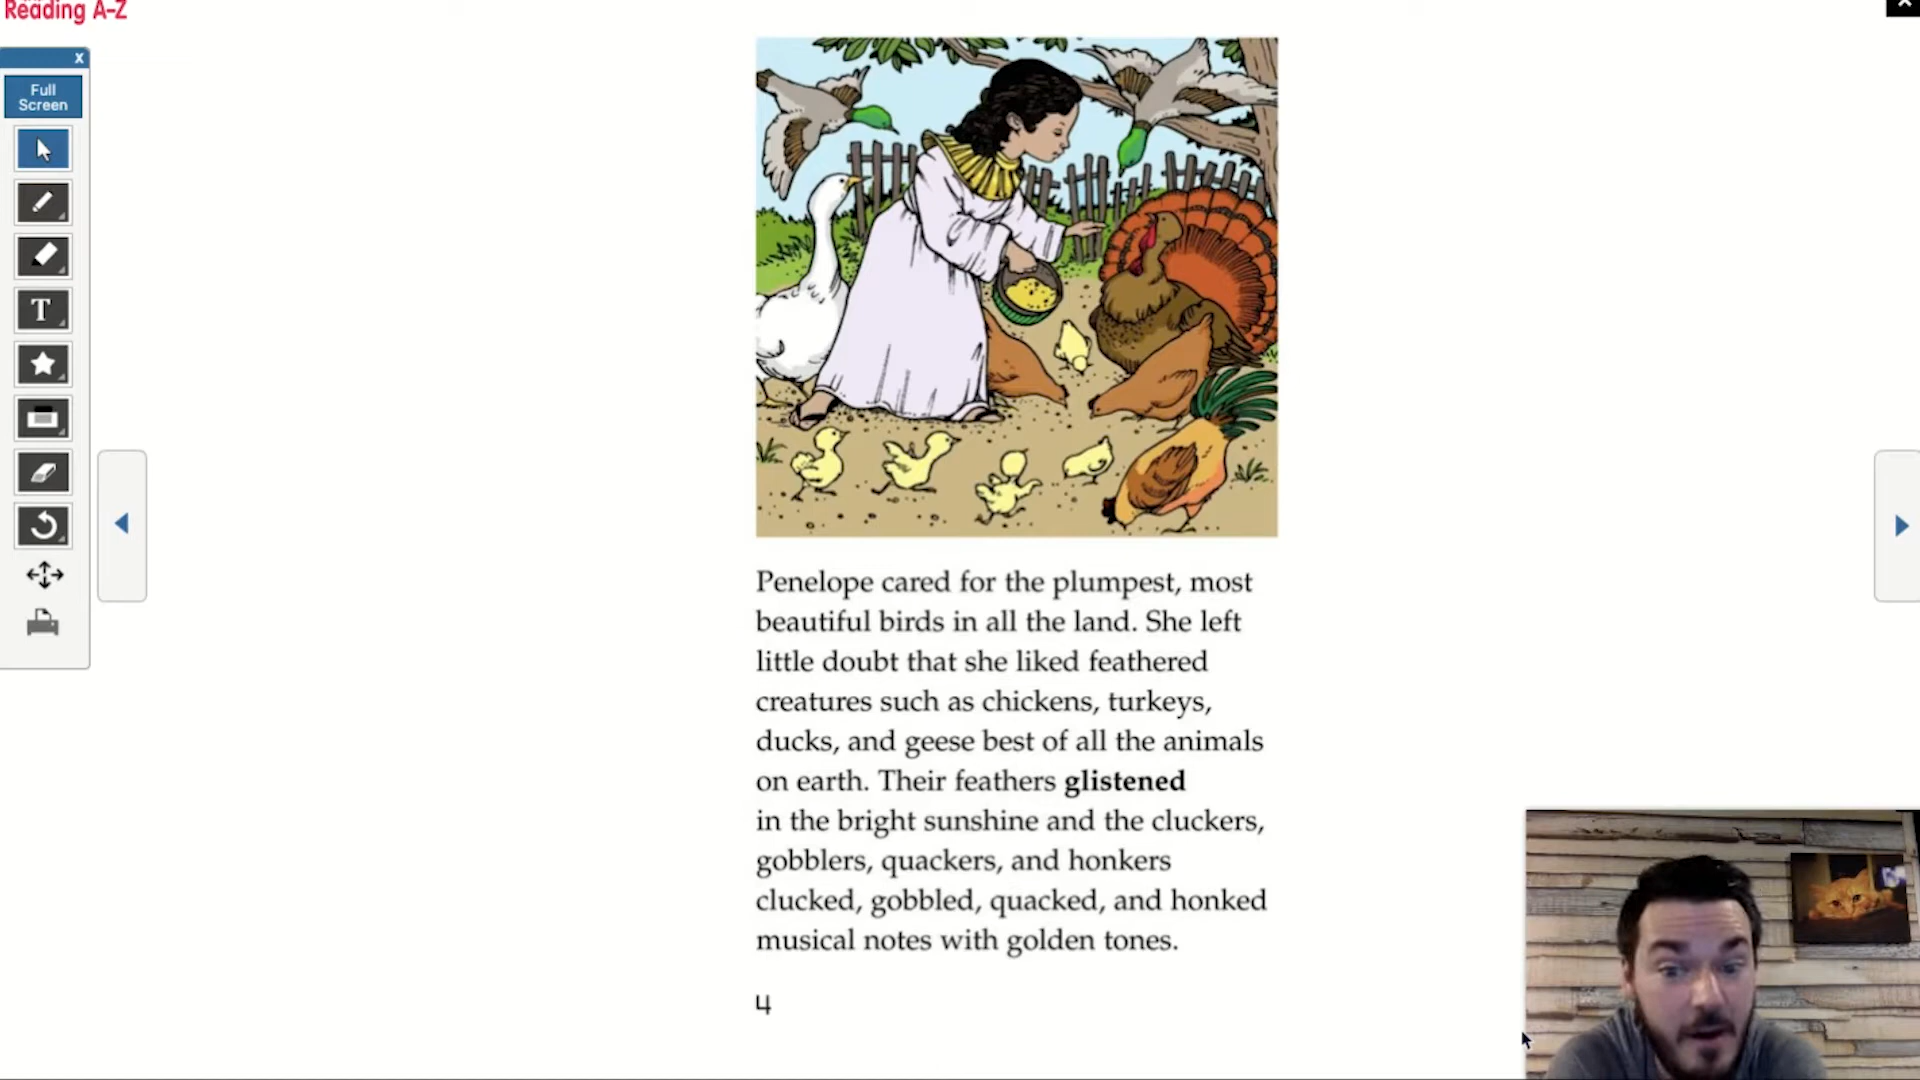 Reading A-Z
x
Full
Screen
T
Penelope cared for the plumpest, most
beautiful birds in all the land. She left
little doubt that she liked feathered
creatures such as chickens, turkeys,
ducks, and geese best of all the animals
on earth. Their feathers glistened
in the bright sunshine and the cluckers,
gobblers, quackers, and honkers
clucked, gobbled, quacked, and honked
musical notes with golden tones.
4